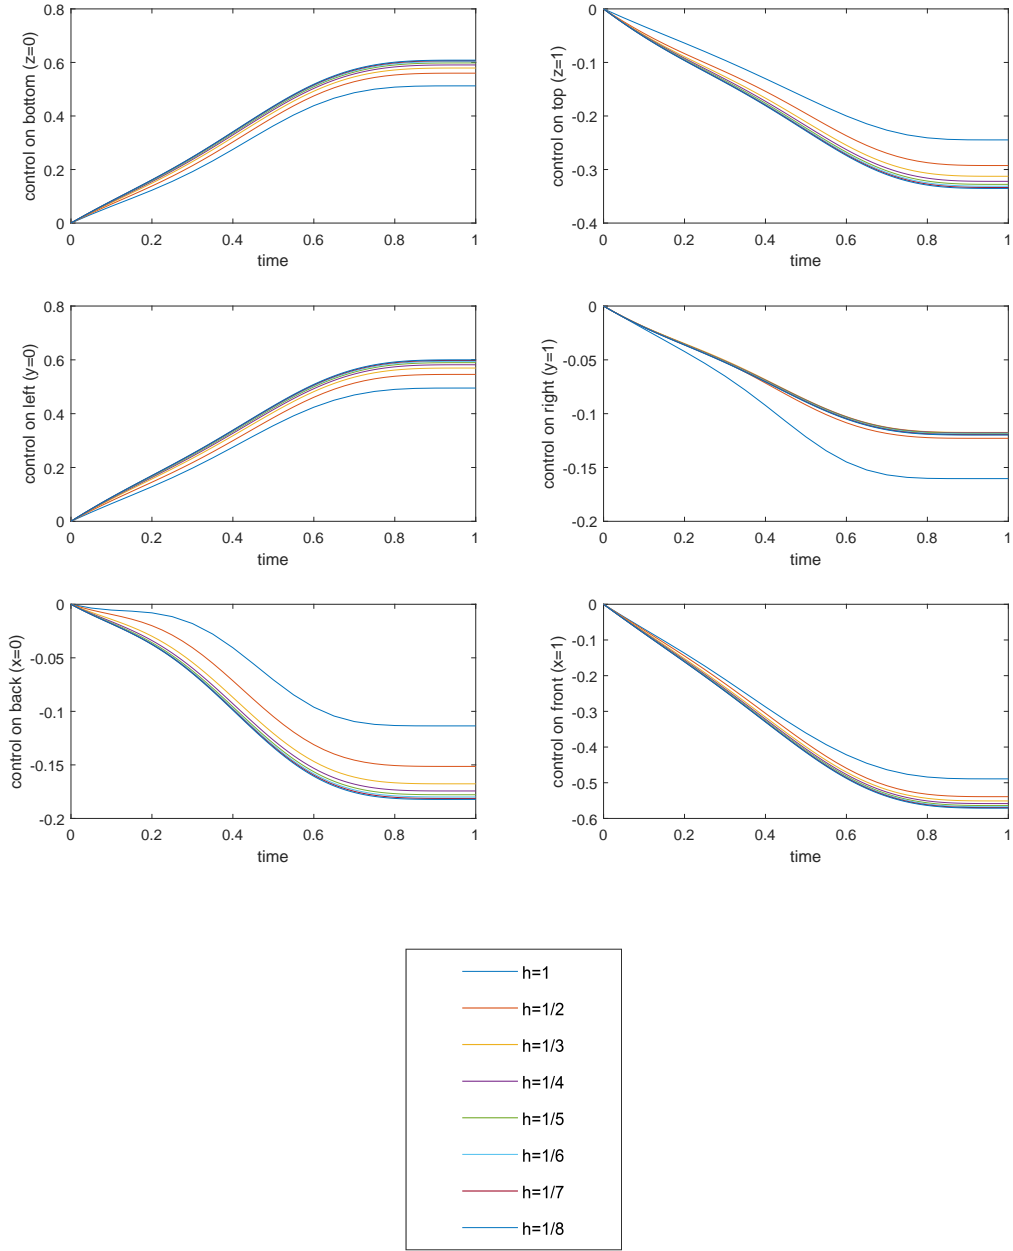 0.8
0.6
0.4
0.2
0
control on bottom (z=0)
0 0.2 0.4 0.6 0.8 1
time
0
-0.1
-0.2
-0.3
-0.4
control on top (z=1)
0 0.2 0.4 0.6 0.8 1
time
0.8
0.6
0.4
0.2
0
control on left (y=0)
0 0.2 0.4 0.6 0.8 1
time
0
-0.05
-0.1
-0.15
-0.2
control on right (y=1)
0 0.2 0.4 0.6 0.8 1
time
0
-0.05
-0.1
-0.15
-0.2
control on back (x=0)
0 0.2 0.4 0.6 0.8 1
time
0
-0.1
-0.2
-0.3
-0.4
-0.5
-0.6
control on front (x=1)
0 0.2 0.4 0.6 0.8 1
time
h=1
h=1/2
h=1/3
h=1/4
h=1/5
h=1/6
h=1/7
h=1/8